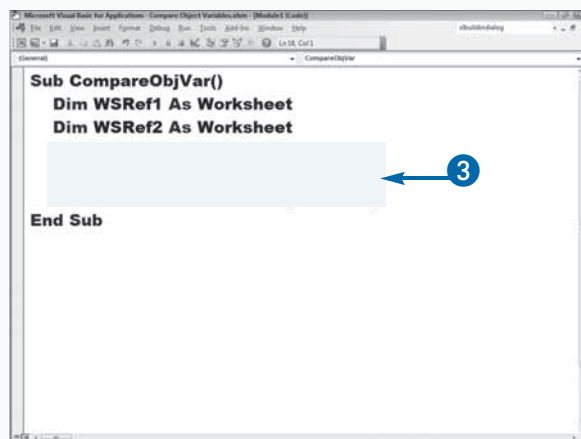 Microsoft Visual Basic for Applications - Compare Object Variables.xlsm - [Module1 (Code)]
File Edit View Insert Format Debug Run Tools Add-Ins Window Help
Ln 18, Col 1
(General)
CompareObjVar
Sub CompareObjVar()
Dim WSRef1 As Worksheet
Dim WSRef2 As Worksheet
3
End Sub